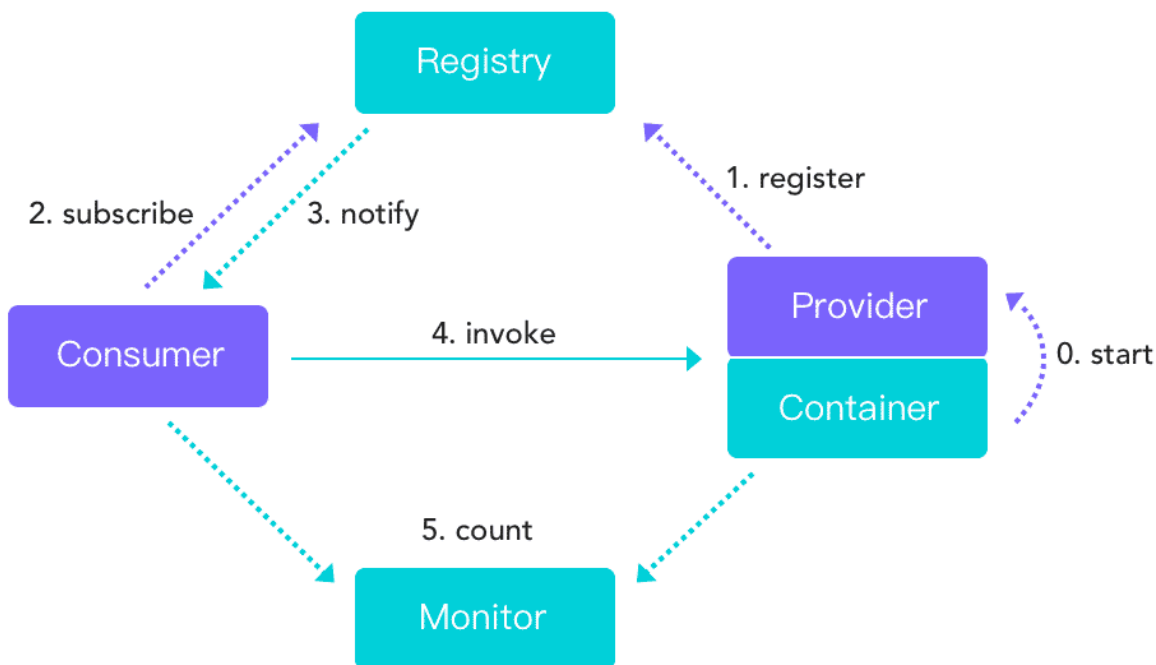 Registry
1. register
2. subscribe
3. notify
Provider
4. invoke
0. start
Consumer
Container
5. count
Monitor